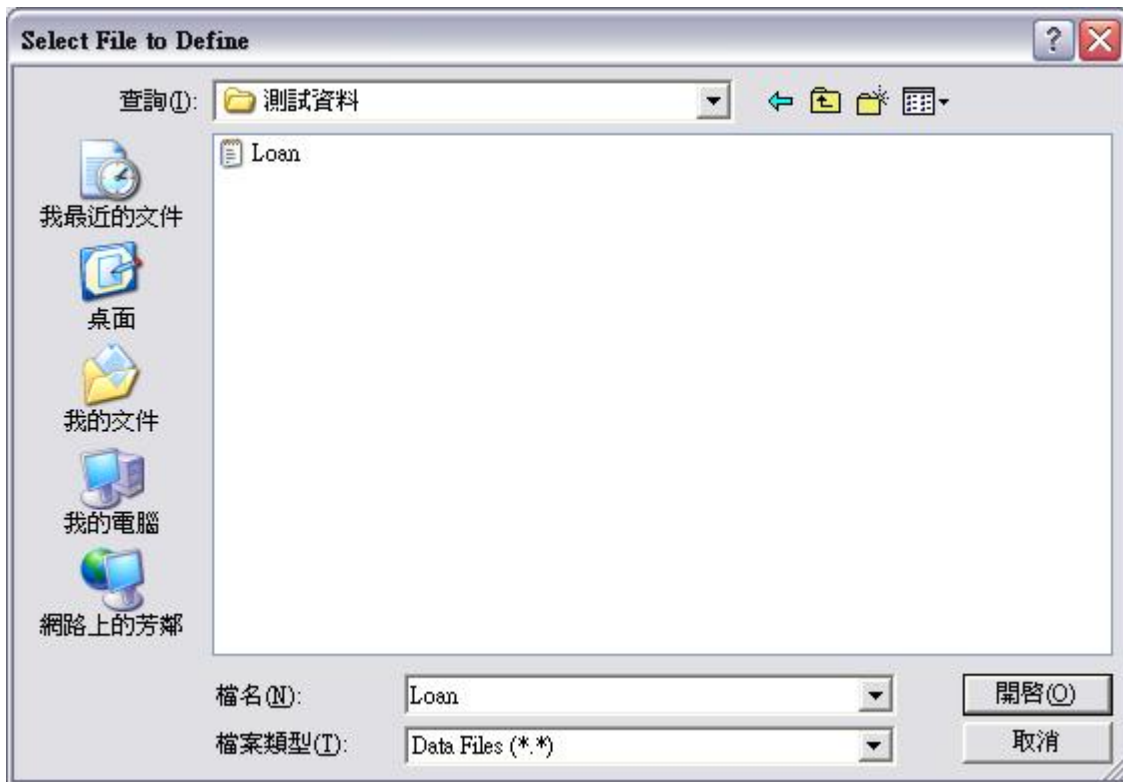 Select File to Define
查詢(I):
測試資料
Loan
我最近的文件
桌面
我的文件
我的電腦
網路上的芳鄰
檔名(N):
Loan
開啓(O)
檔案類型(T):
Data Files (*.*)
取消